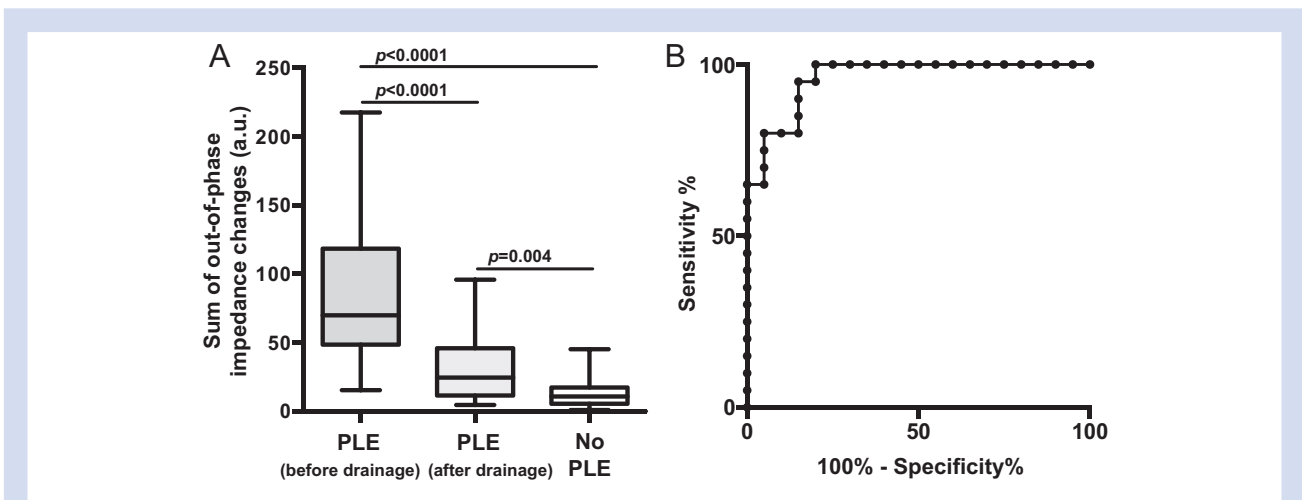 A
Sum of out-of-phase
impedance changes (a.u.)
250
200
150
100
50
0
p<0.0001
p<0.0001
p=0.004
PLE
(before drainage)
PLE
(after drainage)
No
PLE
B
Sensitivity %
100
50
0
0
50
100
100% - Specificity%